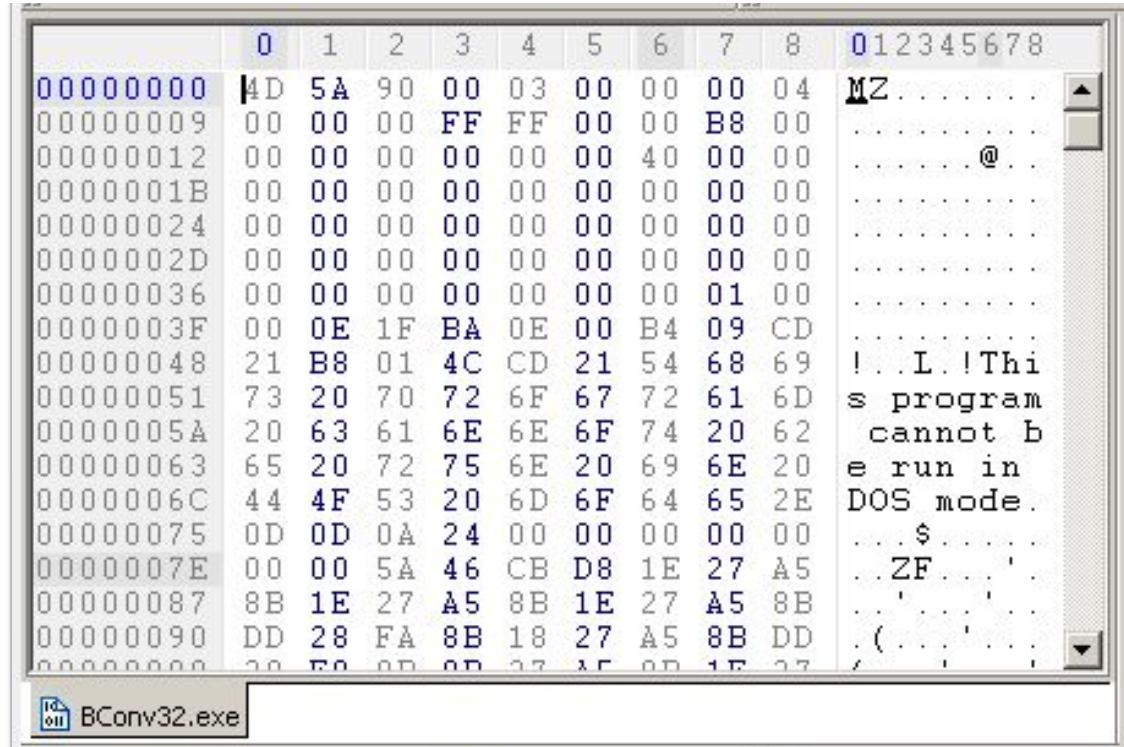 0 1 2 3 4 5 6 7 8 012345678
00000000 4D 5A 90 00 03 00 00 00 04 MZ.......
00000009 00 00 00 FF FF 00 00 B8 00 .........
00000012 00 00 00 00 00 00 40 00 00 ......@..
0000001B 00 00 00 00 00 00 00 00 00 .........
00000024 00 00 00 00 00 00 00 00 00 .........
0000002D 00 00 00 00 00 00 00 00 00 .........
00000036 00 00 00 00 00 00 00 01 00 .........
0000003F 00 0E 1F BA 0E 00 B4 09 CD .........
00000048 21 B8 01 4C CD 21 54 68 69 !..L.!Thi
00000051 73 20 70 72 6F 67 72 61 6D s program
0000005A 20 63 61 6E 6E 6F 74 20 62 cannot b
00000063 65 20 72 75 6E 20 69 6E 20 e run in
0000006C 44 4F 53 20 6D 6F 64 65 2E DOS mode.
00000075 0D 0D 0A 24 00 00 00 00 00 ...$.....
0000007E 00 00 5A 46 CB D8 1E 27 A5 ..ZF...'.
00000087 8B 1E 27 A5 8B 1E 27 A5 8B ..'...'..
00000090 DD 28 FA 8B 18 27 A5 8B DD .(...'...
BConv32.exe